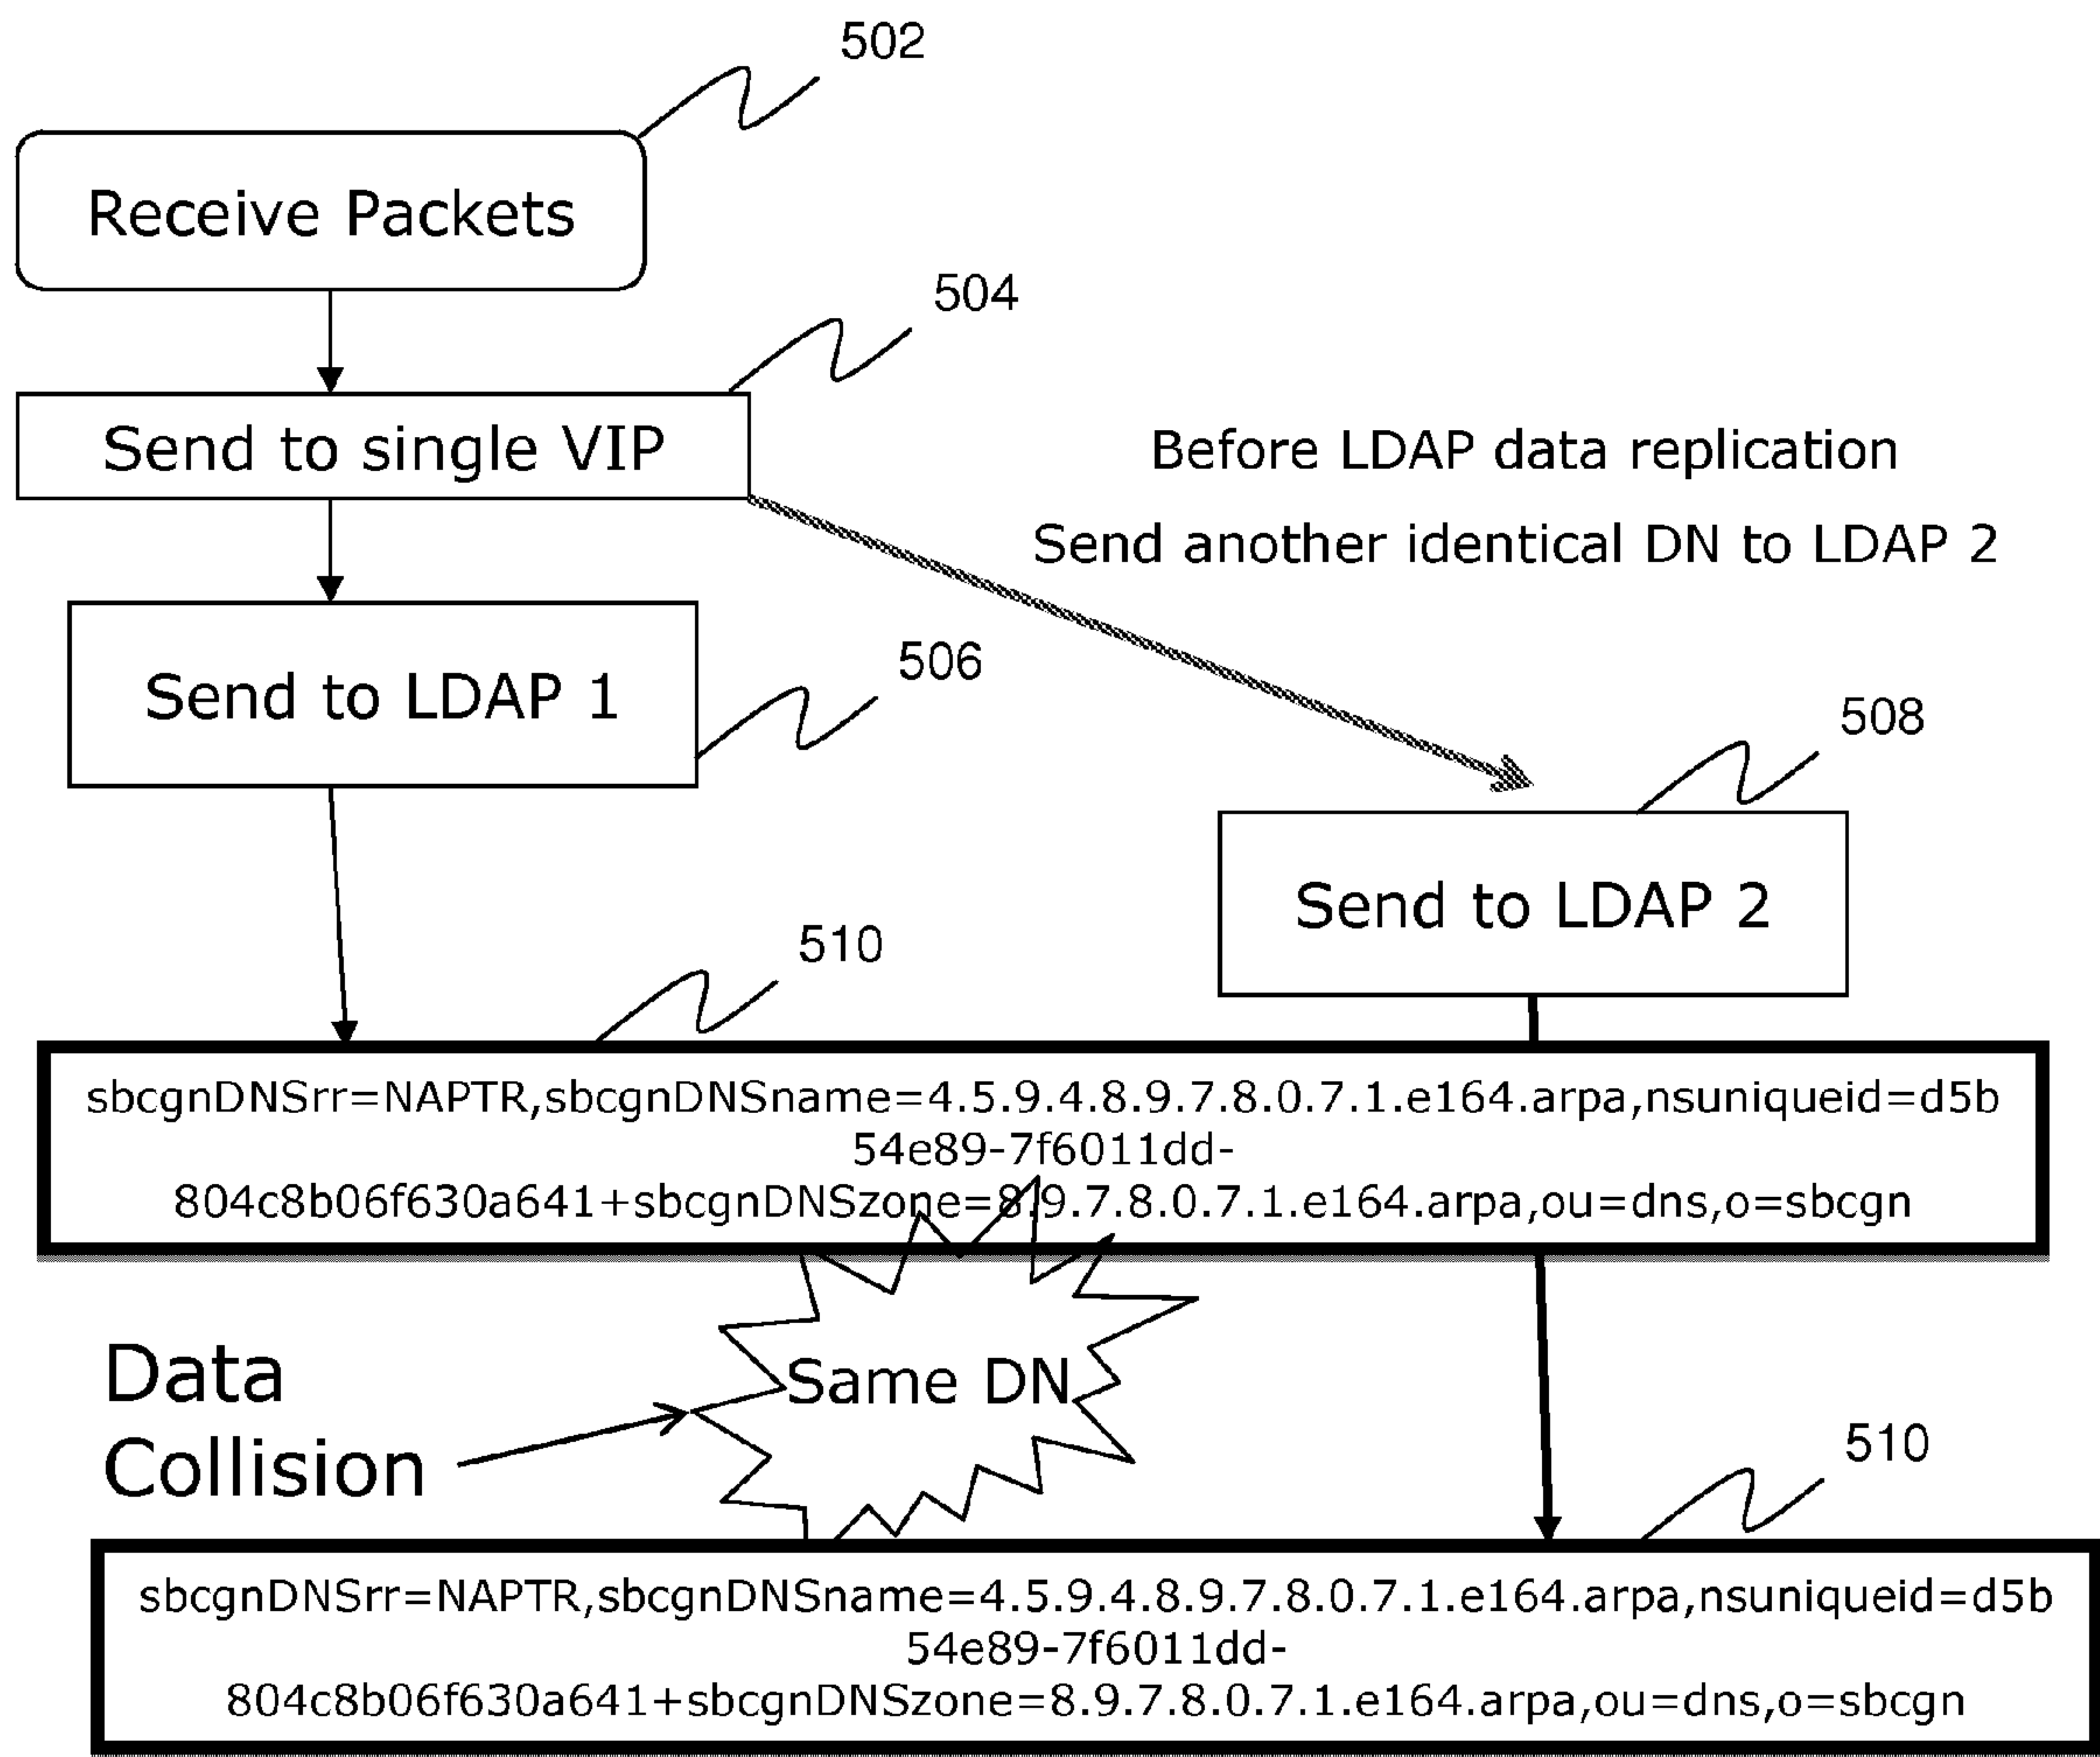 502
Receive Packets
504
Send to single VIP
Before LDAP data replication
Send another identical DN to LDAP 2
506
Send to LDAP 1
508
Send to LDAP 2
510
sbcgnDNSrr=NAPTR,sbcgnDNSname=4.5.9.4.8.9.7.8.0.7.1.e164.arpa,nsuniqueid=d5b
54e89-7f6011dd-
804c8b06f630a641+sbcgnDNSzone=8.9.7.8.0.7.1.e164.arpa,ou=dns,o=sbcgn
Data
Collision
Same DN
510
sbcgnDNSrr=NAPTR,sbcgnDNSname=4.5.9.4.8.9.7.8.0.7.1.e164.arpa,nsuniqueid=d5b
54e89-7f6011dd-
804c8b06f630a641+sbcgnDNSzone=8.9.7.8.0.7.1.e164.arpa,ou=dns,o=sbcgn